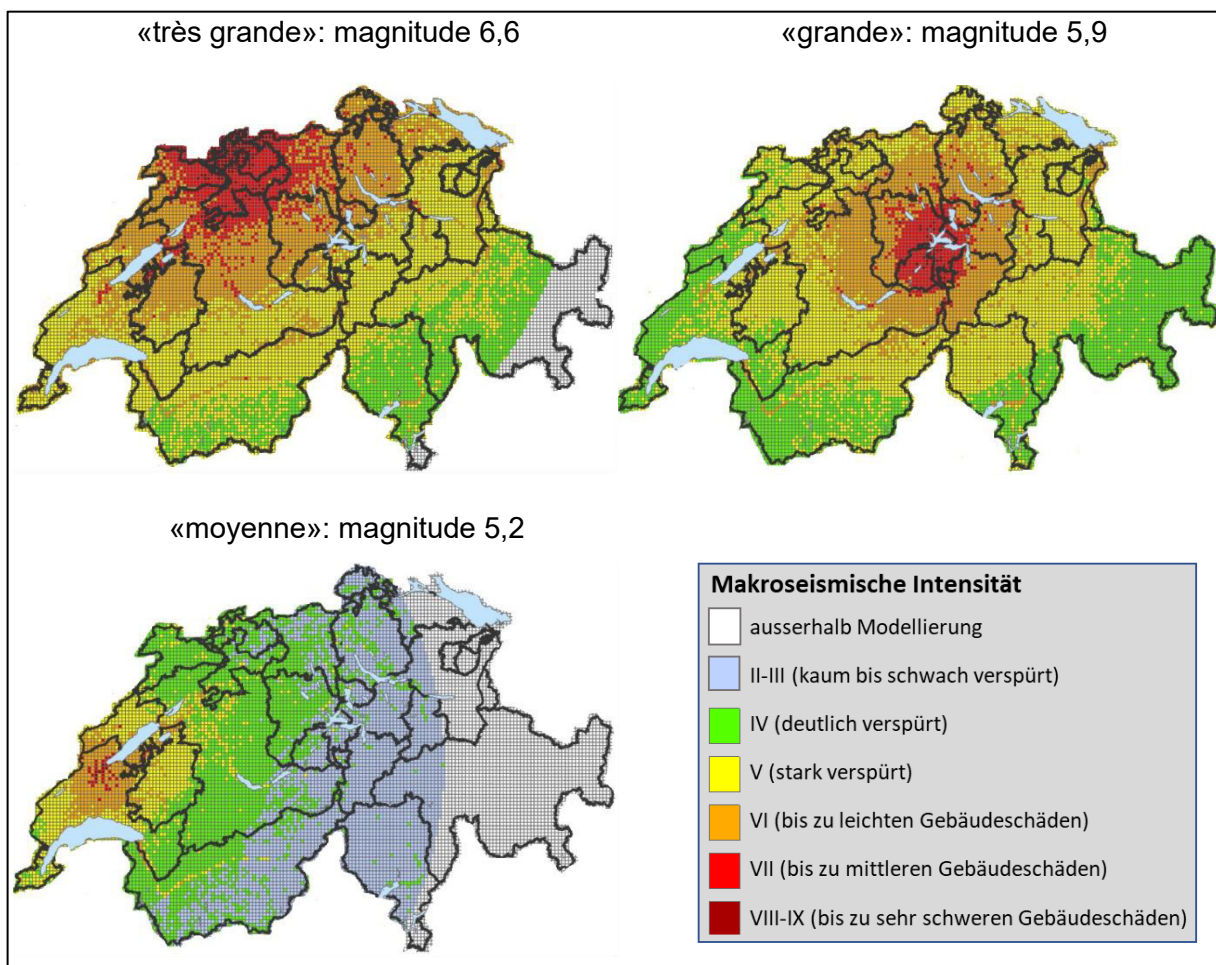 «très grande»: magnitude 6,6
«grande»: magnitude 5,9
«moyenne»: magnitude 5,2
Makroseismische Intensität
ausserhalb Modellierung
II-III (kaum bis schwach verspürt)
IV (deutlich verspürt)
V (stark verspürt)
VI (bis zu leichten Gebäudeschäden)
VII (bis zu mittleren Gebäudeschäden)
VIII-IX (bis zu sehr schweren Gebäudeschäden)